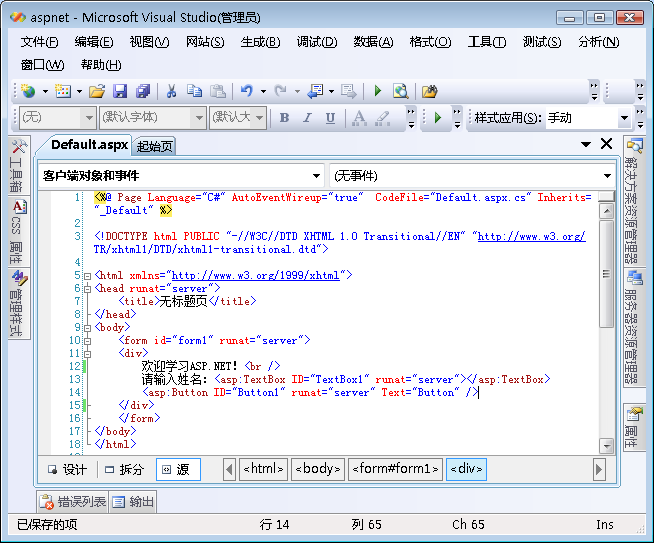 aspnet - Microsoft Visual Studio(管理员)
文件(F) 编辑(E) 视图(V) 网站(S) 生成(B) 调试(D) 数据(A) 格式(O) 工具(T) 测试(S) 分析(N)
窗口(W) 帮助(H)
(无) (默认字体) (默认大 B I U A 样式应用(S): 手动
Default.aspx 起始页
客户端对象和事件 (无事件)
1 <%@ Page Language="C#" AutoEventWireup="true" CodeFile="Default.aspx.cs" Inherits=
"_Default" %>
2
3 <!DOCTYPE html PUBLIC "-//W3C//DTD XHTML 1.0 Transitional//EN" "http://www.w3.org/
TR/xhtml1/DTD/xhtml1-transitional.dtd">
4
5 <html xmlns="http://www.w3.org/1999/xhtml">
6 <head runat="server">
7 <title>无标题页</title>
8 </head>
9 <body>
10 <form id="form1" runat="server">
11 <div>
12 欢迎学习ASP.NET! <br />
13 请输入姓名: <asp:TextBox ID="TextBox1" runat="server"></asp:TextBox>
14 <asp:Button ID="Button1" runat="server" Text="Button" />
15 </div>
16 </form>
17 </body>
18 </html>
工具箱
CSS 属性
管理样式
解决方案资源管理器
服务器资源管理器
属性
设计 拆分 源 <html> <body> <form#form1> <div>
错误列表 输出
已保存的项 行 14 列 65 Ch 65 Ins